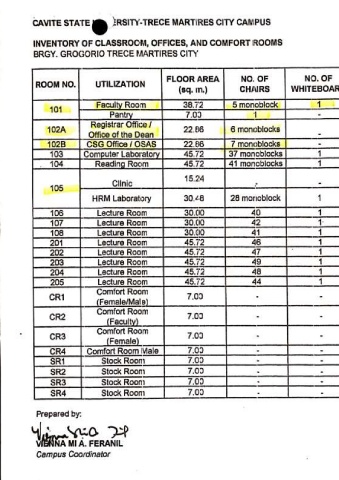 CAVITE STATE ERSITY-TRECE MARTIRES CITY CAMPUS
INVENTORY OF CLASSROOM, OFFICES, AND COMFORT ROOMS
BRGY. GROGORIO TRECE MARTIRES CITY
ROOM NO. UTILIZATION FLOOR AREA (sq. m.) NO. OF CHAIRS NO. OF WHITEBOAR
101 Faculty Room 38.72 5 monoblock 1
Pantry 7.00 1 -
102A Registrar Office / Office of the Dean 22.86 6 monoblocks -
102B CSG Office / OSAS 22.86 7 monoblocks -
103 Computer Laboratory 45.72 37 monoblocks 1
104 Reading Room 45.72 41 monoblocks 1
105 Clinic 15.24 -
HRM Laboratory 30.48 28 monoblock 1
106 Lecture Room 30.00 40 1
107 Lecture Room 30.00 42 1
108 Lecture Room 30.00 41 1
201 Lecture Room 45.72 46 1
202 Lecture Room 45.72 47 1
203 Lecture Room 45.72 49 1
204 Lecture Room 45.72 48 1
205 Lecture Room 45.72 44 1
CR1 Comfort Room (Female/Male) 7.00 - -
CR2 Comfort Room (Faculty) 7.00 - -
CR3 Comfort Room (Female) 7.00 - -
CR4 Comfort Room Male 7.00 - -
SR1 Stock Room 7.00 - -
SR2 Stock Room 7.00 - -
SR3 Stock Room 7.00 - -
SR4 Stock Room 7.00 - -
Prepared by:
VIENNA MI A. FERANIL
Campus Coordinator